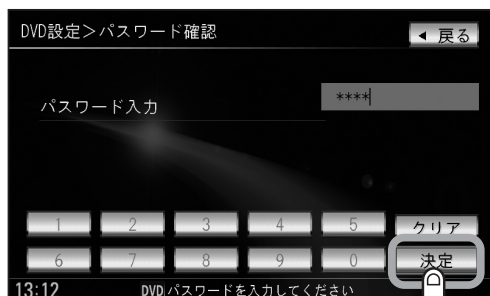 DVD設定＞パスワード確認
◀ 戻る
パスワード入力
****
1 2 3 4 5 クリア
6 7 8 9 0 決定
13:12 DVD パスワードを入力してください